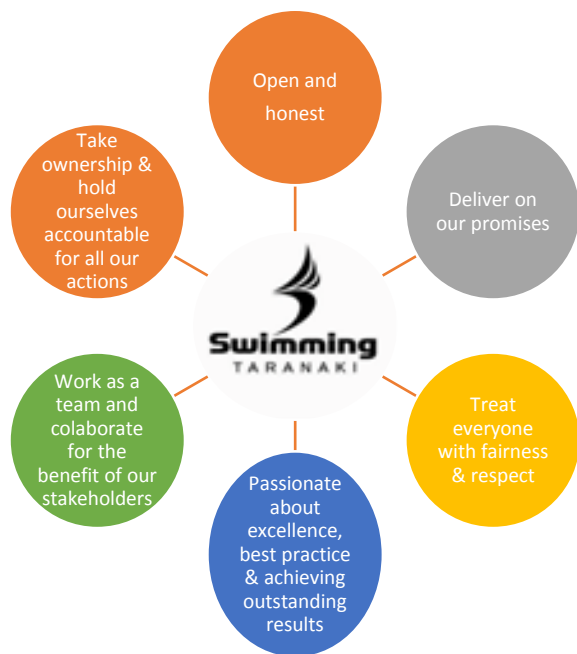 Open and
honest
Deliver on
our promises
Treat
everyone
with fairness
& respect
Passionate
about
excellence,
best practice
& achieving
outstanding
results
Work as a
team and
colaborate
for the
benefit of our
stakeholders
Take
ownership &
hold
ourselves
accountable
for all our
actions
Swimming
TARANAKI